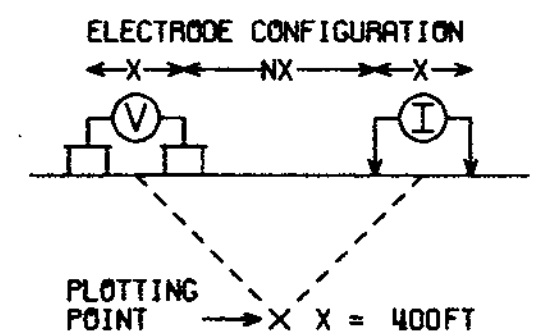 ELECTRODE CONFIGURATION
X NX X
V I
PLOTTING
POINT X X = 400FT